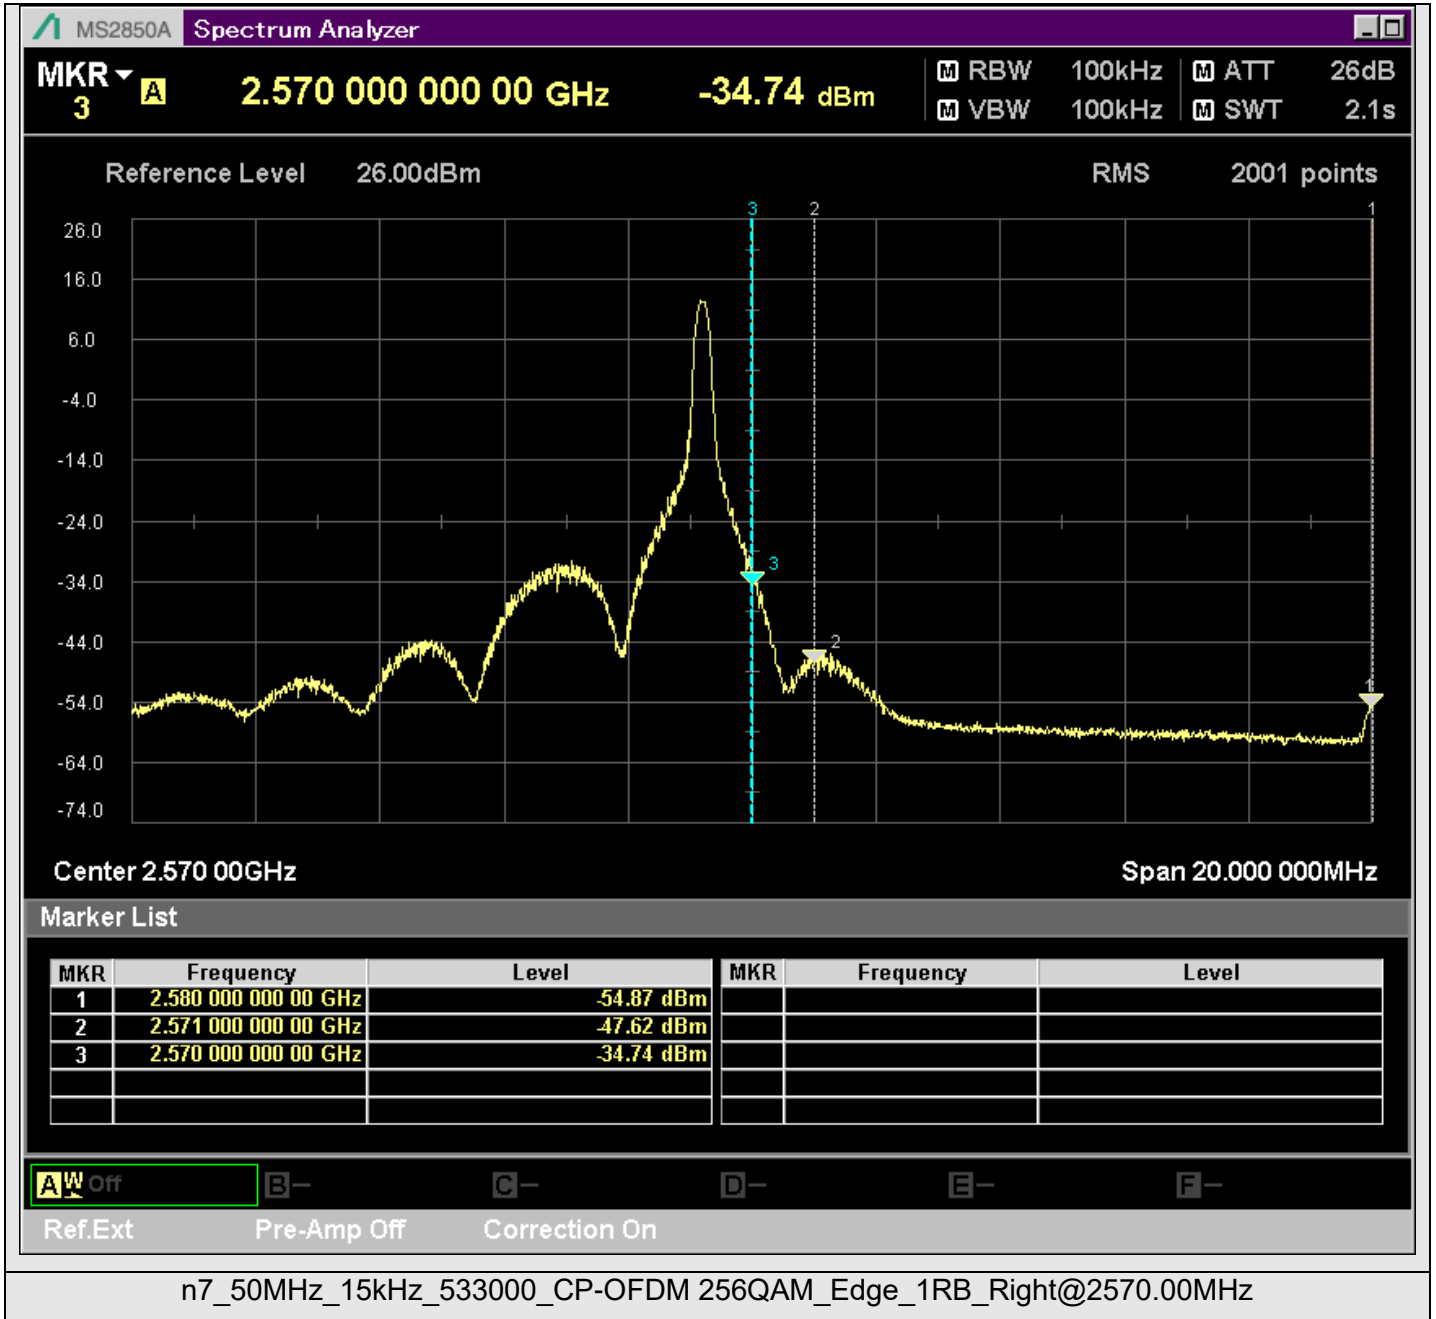 MS2850A Spectrum Analyzer
MKR A 2.570 000 000 00 GHz -34.74 dBm M RBW 100kHz M ATT 26dB
3 M VBW 100kHz M SWT 2.1s
Reference Level 26.00dBm RMS 2001 points
3 2 1
26.0
16.0
6.0
-4.0
-14.0
-24.0
3
-34.0
-44.0 2
1
-54.0
-64.0
-74.0
Center 2.570 00GHz Span 20.000 000MHz
Marker List
MKR Frequency Level MKR Frequency Level
1 2.580 000 000 00 GHz -54.87 dBm
2 2.571 000 000 00 GHz -47.62 dBm
3 2.570 000 000 00 GHz -34.74 dBm
A W Off B- C- D- E- F-
Ref.Ext Pre-Amp Off Correction On
n7_50MHz_15kHz_533000_CP-OFDM 256QAM_Edge_1RB_Right@2570.00MHz